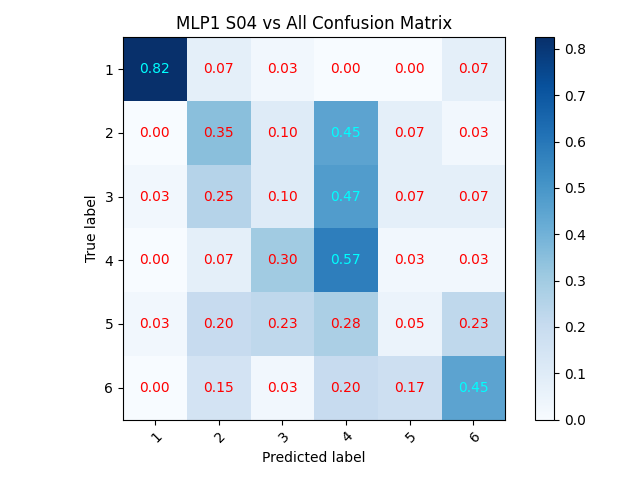 MLP1 S04 vs All Confusion Matrix
True label
1 0.82 0.07 0.03 0.00 0.00 0.07
2 0.00 0.35 0.10 0.45 0.07 0.03
3 0.03 0.25 0.10 0.47 0.07 0.07
4 0.00 0.07 0.30 0.57 0.03 0.03
5 0.03 0.20 0.23 0.28 0.05 0.23
6 0.00 0.15 0.03 0.20 0.17 0.45
1 2 3 4 5 6
Predicted label
0.8
0.7
0.6
0.5
0.4
0.3
0.2
0.1
0.0